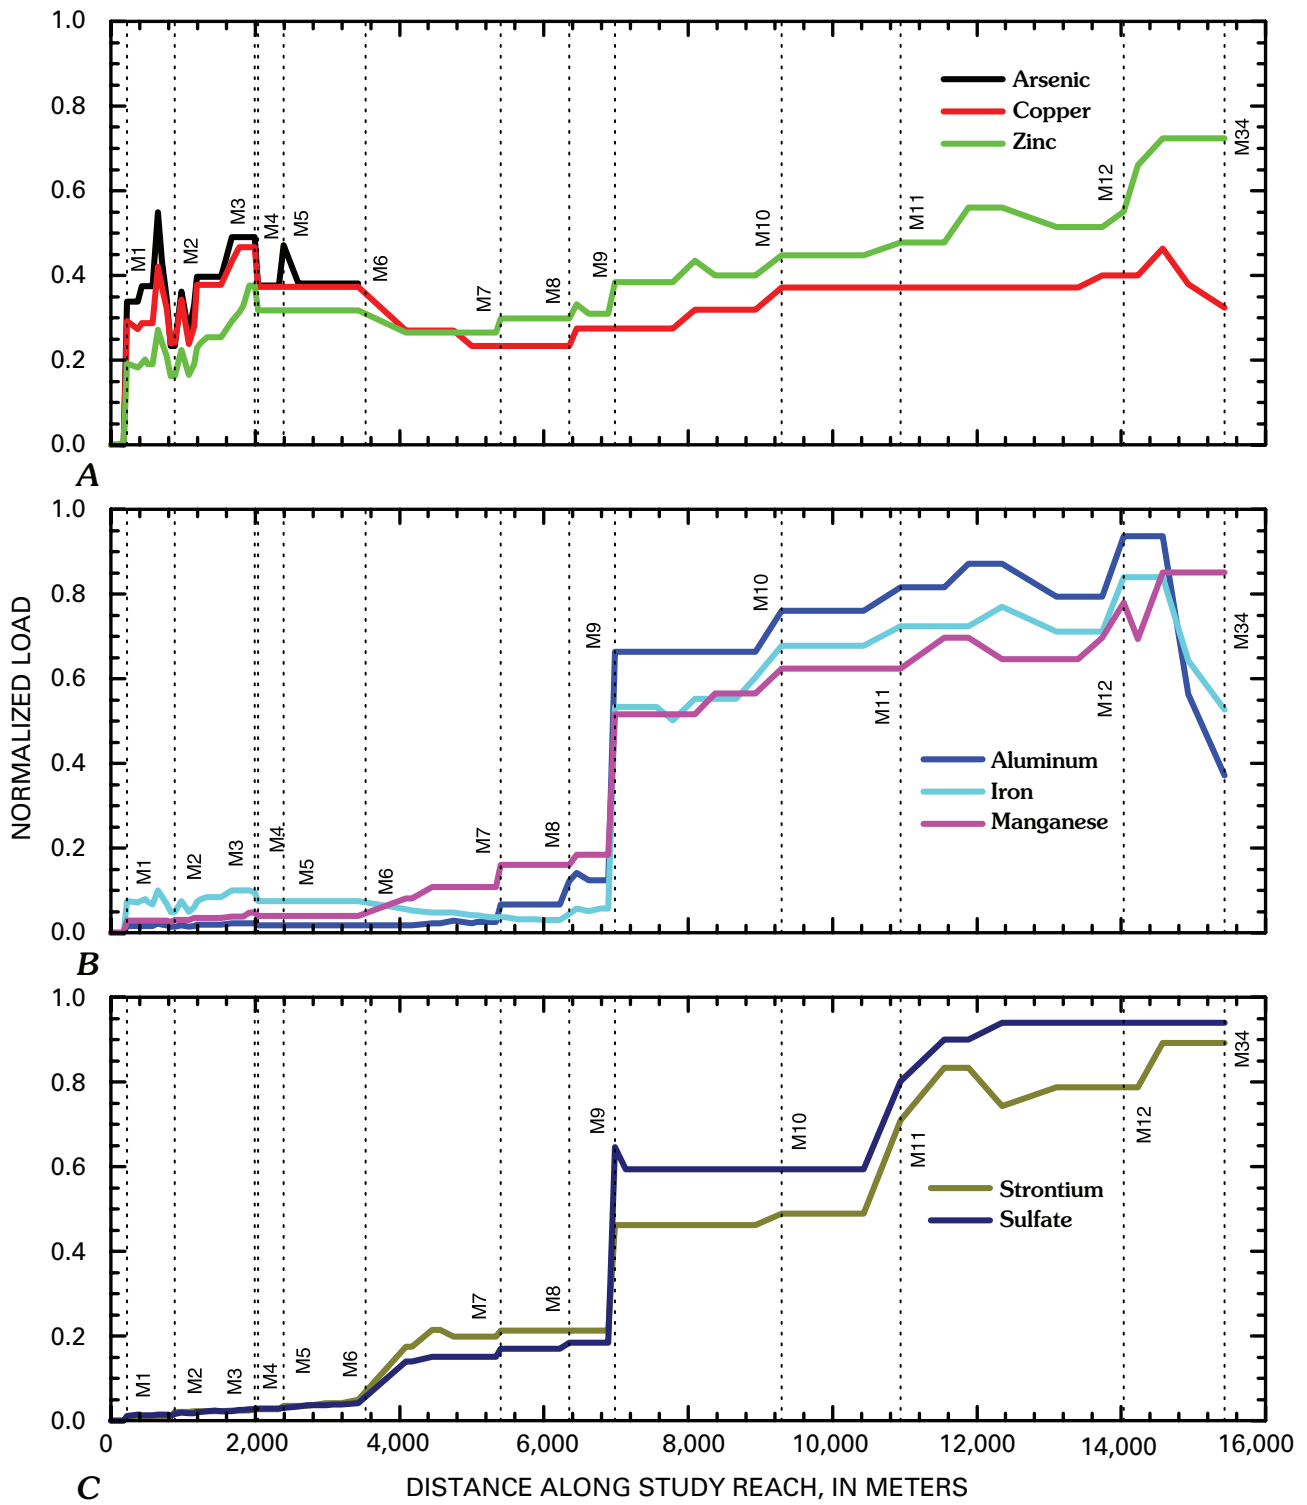 1.0
0.8
0.6
0.4
0.2
0.0
Arsenic
Copper
Zinc
M1
M2
M3
M4
M5
M6
M7
M8
M9
M10
M11
M12
M34
A
1.0
0.8
0.6
0.4
0.2
0.0
NORMALIZED LOAD
M1
M2
M3
M4
M5
M6
M7
M8
M9
M10
M11
M12
M34
Aluminum
Iron
Manganese
B
1.0
0.8
0.6
0.4
0.2
0.0
M1
M2
M3
M4
M5
M6
M7
M8
M9
M10
M11
M12
M34
Strontium
Sulfate
0 2,000 4,000 6,000 8,000 10,000 12,000 14,000 16,000
C
DISTANCE ALONG STUDY REACH, IN METERS